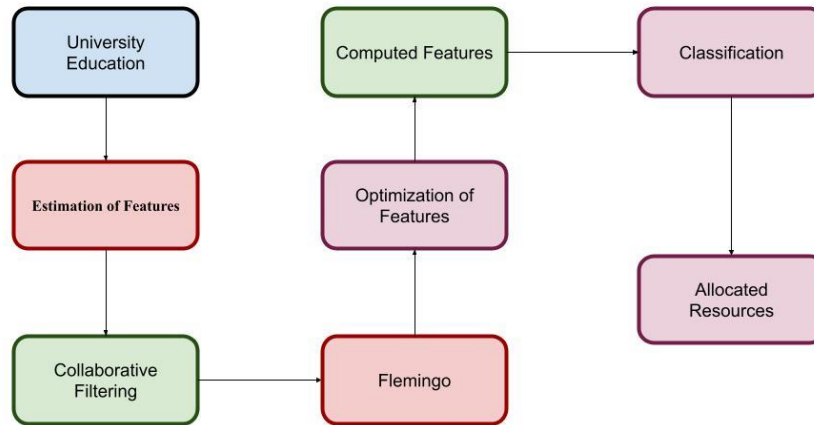 University
Education
Estimation of Features
Collaborative
Filtering
Flemingo
Optimization of
Features
Computed Features
Classification
Allocated
Resources